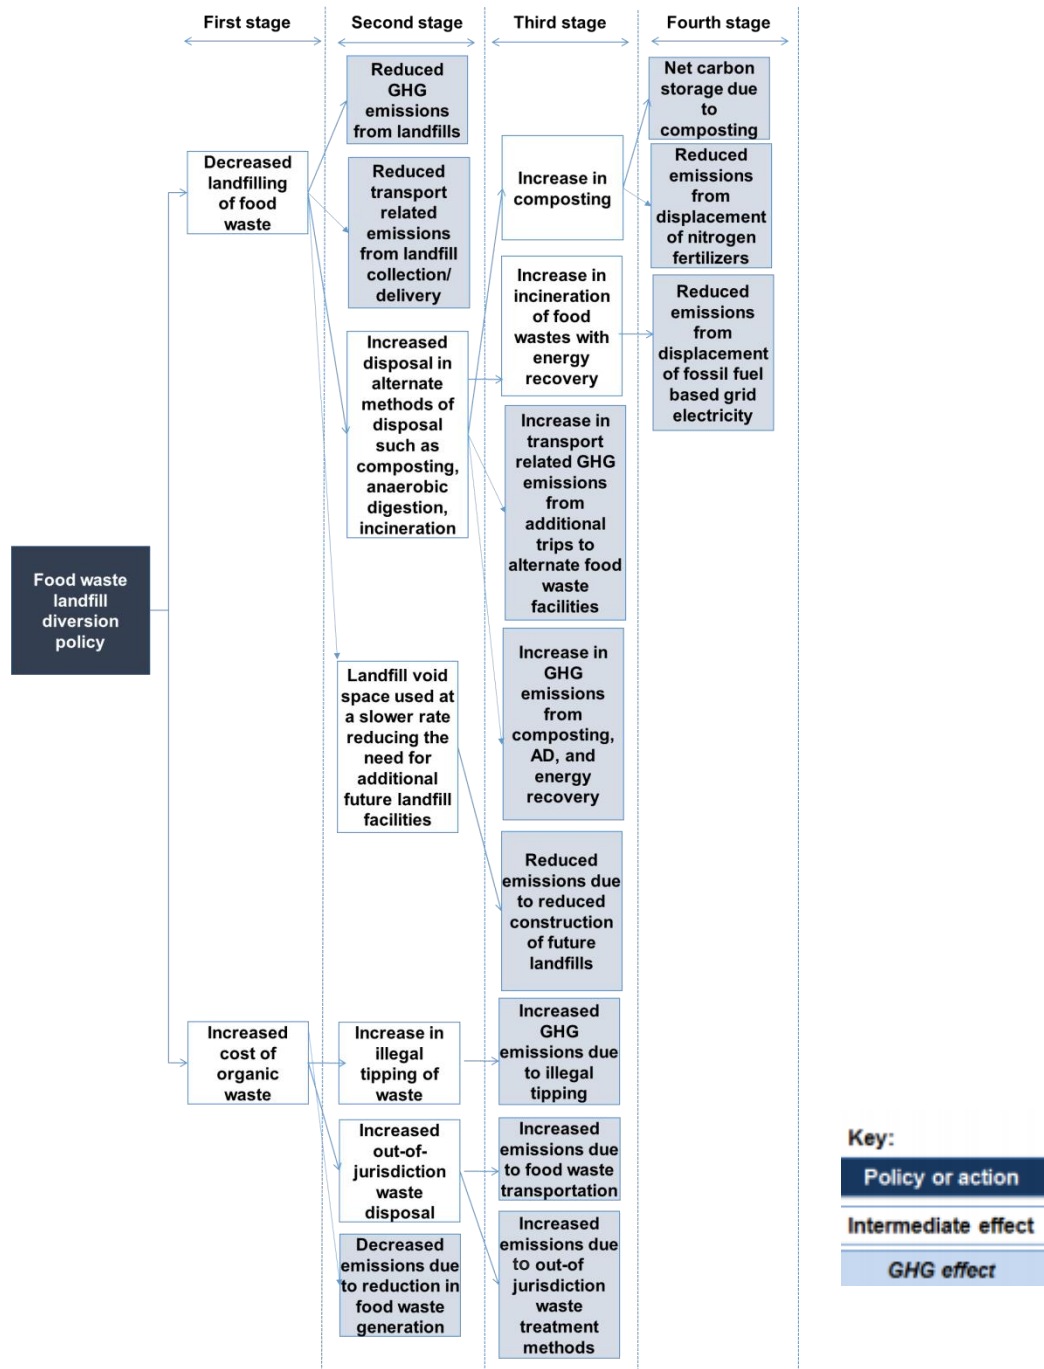 First stage
Second stage
Third stage
Fourth stage
Reduced
GHG
emissions
from landfills
Net carbon
storage due
to
composting
Decreased
landfilling
of food
waste
Reduced
transport
related
emissions
from landfill
collection/
delivery
Increase in
composting
Reduced
emissions
from
displacement
of nitrogen
fertilizers
Increased
disposal in
alternate
methods of
disposal
such as
composting,
anaerobic
digestion,
incineration
Increase in
incineration
of food
wastes with
energy
recovery
Reduced
emissions
from
displacement
of fossil fuel
based grid
electricity
Increase in
transport
related GHG
emissions
from
additional
trips to
alternate food
waste
facilities
Food waste
landfill
diversion
policy
Landfill void
space used at
a slower rate
reducing the
need for
additional
future landfill
facilities
Increase in
GHG
emissions
from
composting,
AD, and
energy
recovery
Reduced
emissions due
to reduced
construction
of future
landfills
Increased
cost of
organic
waste
Increase in
illegal
tipping of
waste
Increased
GHG
emissions due
to illegal
tipping
Increased
out-of-
jurisdiction
waste
disposal
Increased
emissions due
to food waste
transportation
Decreased
emissions due
to reduction in
food waste
generation
Increased
emissions due
to out-of
jurisdiction
waste
treatment
methods
Key:
Policy or action
Intermediate effect
GHG effect